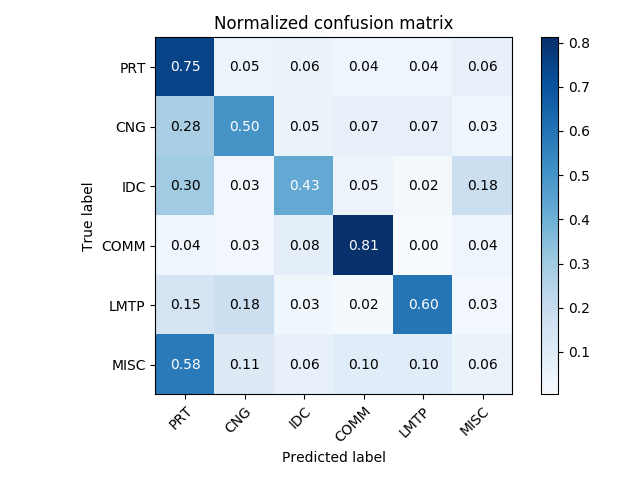 Normalized confusion matrix
True label
PRT 0.75 0.05 0.06 0.04 0.04 0.06
CNG 0.28 0.50 0.05 0.07 0.07 0.03
IDC 0.30 0.03 0.43 0.05 0.02 0.18
COMM 0.04 0.03 0.08 0.81 0.00 0.04
LMTP 0.15 0.18 0.03 0.02 0.60 0.03
MISC 0.58 0.11 0.06 0.10 0.10 0.06
PRT CNG IDC COMM LMTP MISC
Predicted label
0.8
0.7
0.6
0.5
0.4
0.3
0.2
0.1